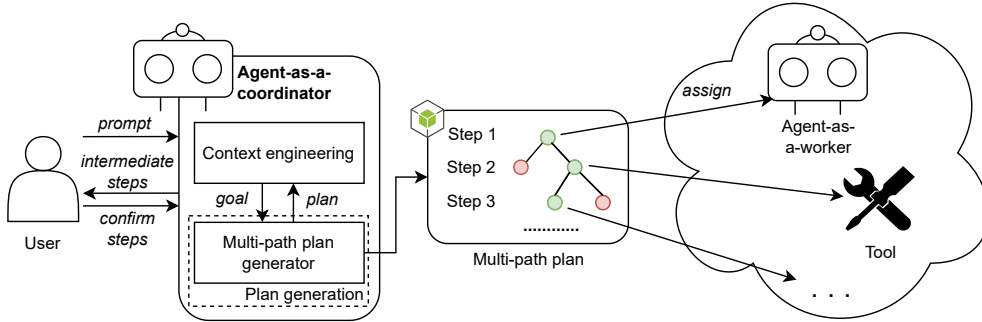 Agent-as-a-
coordinator
prompt
intermediate
steps
confirm
steps
User
Context engineering
goal
plan
Multi-path plan
generator
Plan generation
Step 1
Step 2
Step 3
............
Multi-path plan
assign
Agent-as-
a-worker
Tool
. . .